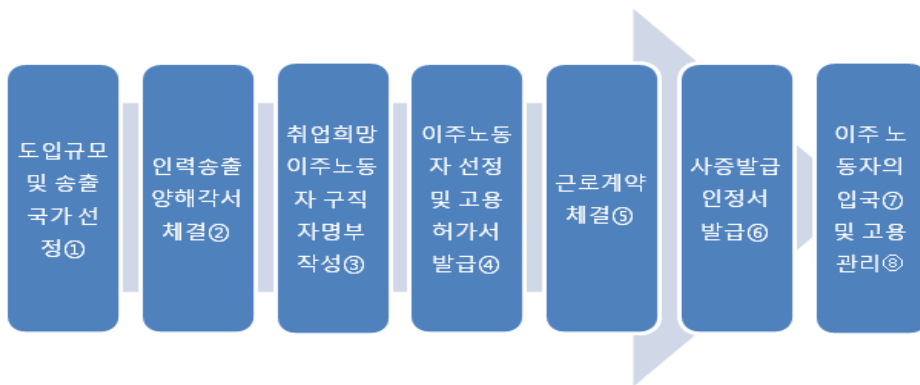 도입규모
및 송출
국가 선
정①
인력송출
양해각서
체결②
취업희망
이주노동
자 구직
자명부
작성③
이주노동
자 선정
및 고용
허가서
발급④
근로계약
체결⑤
사증발급
인정서
발급⑥
이주 노
동자의
입국⑦
및 고용
관리⑧